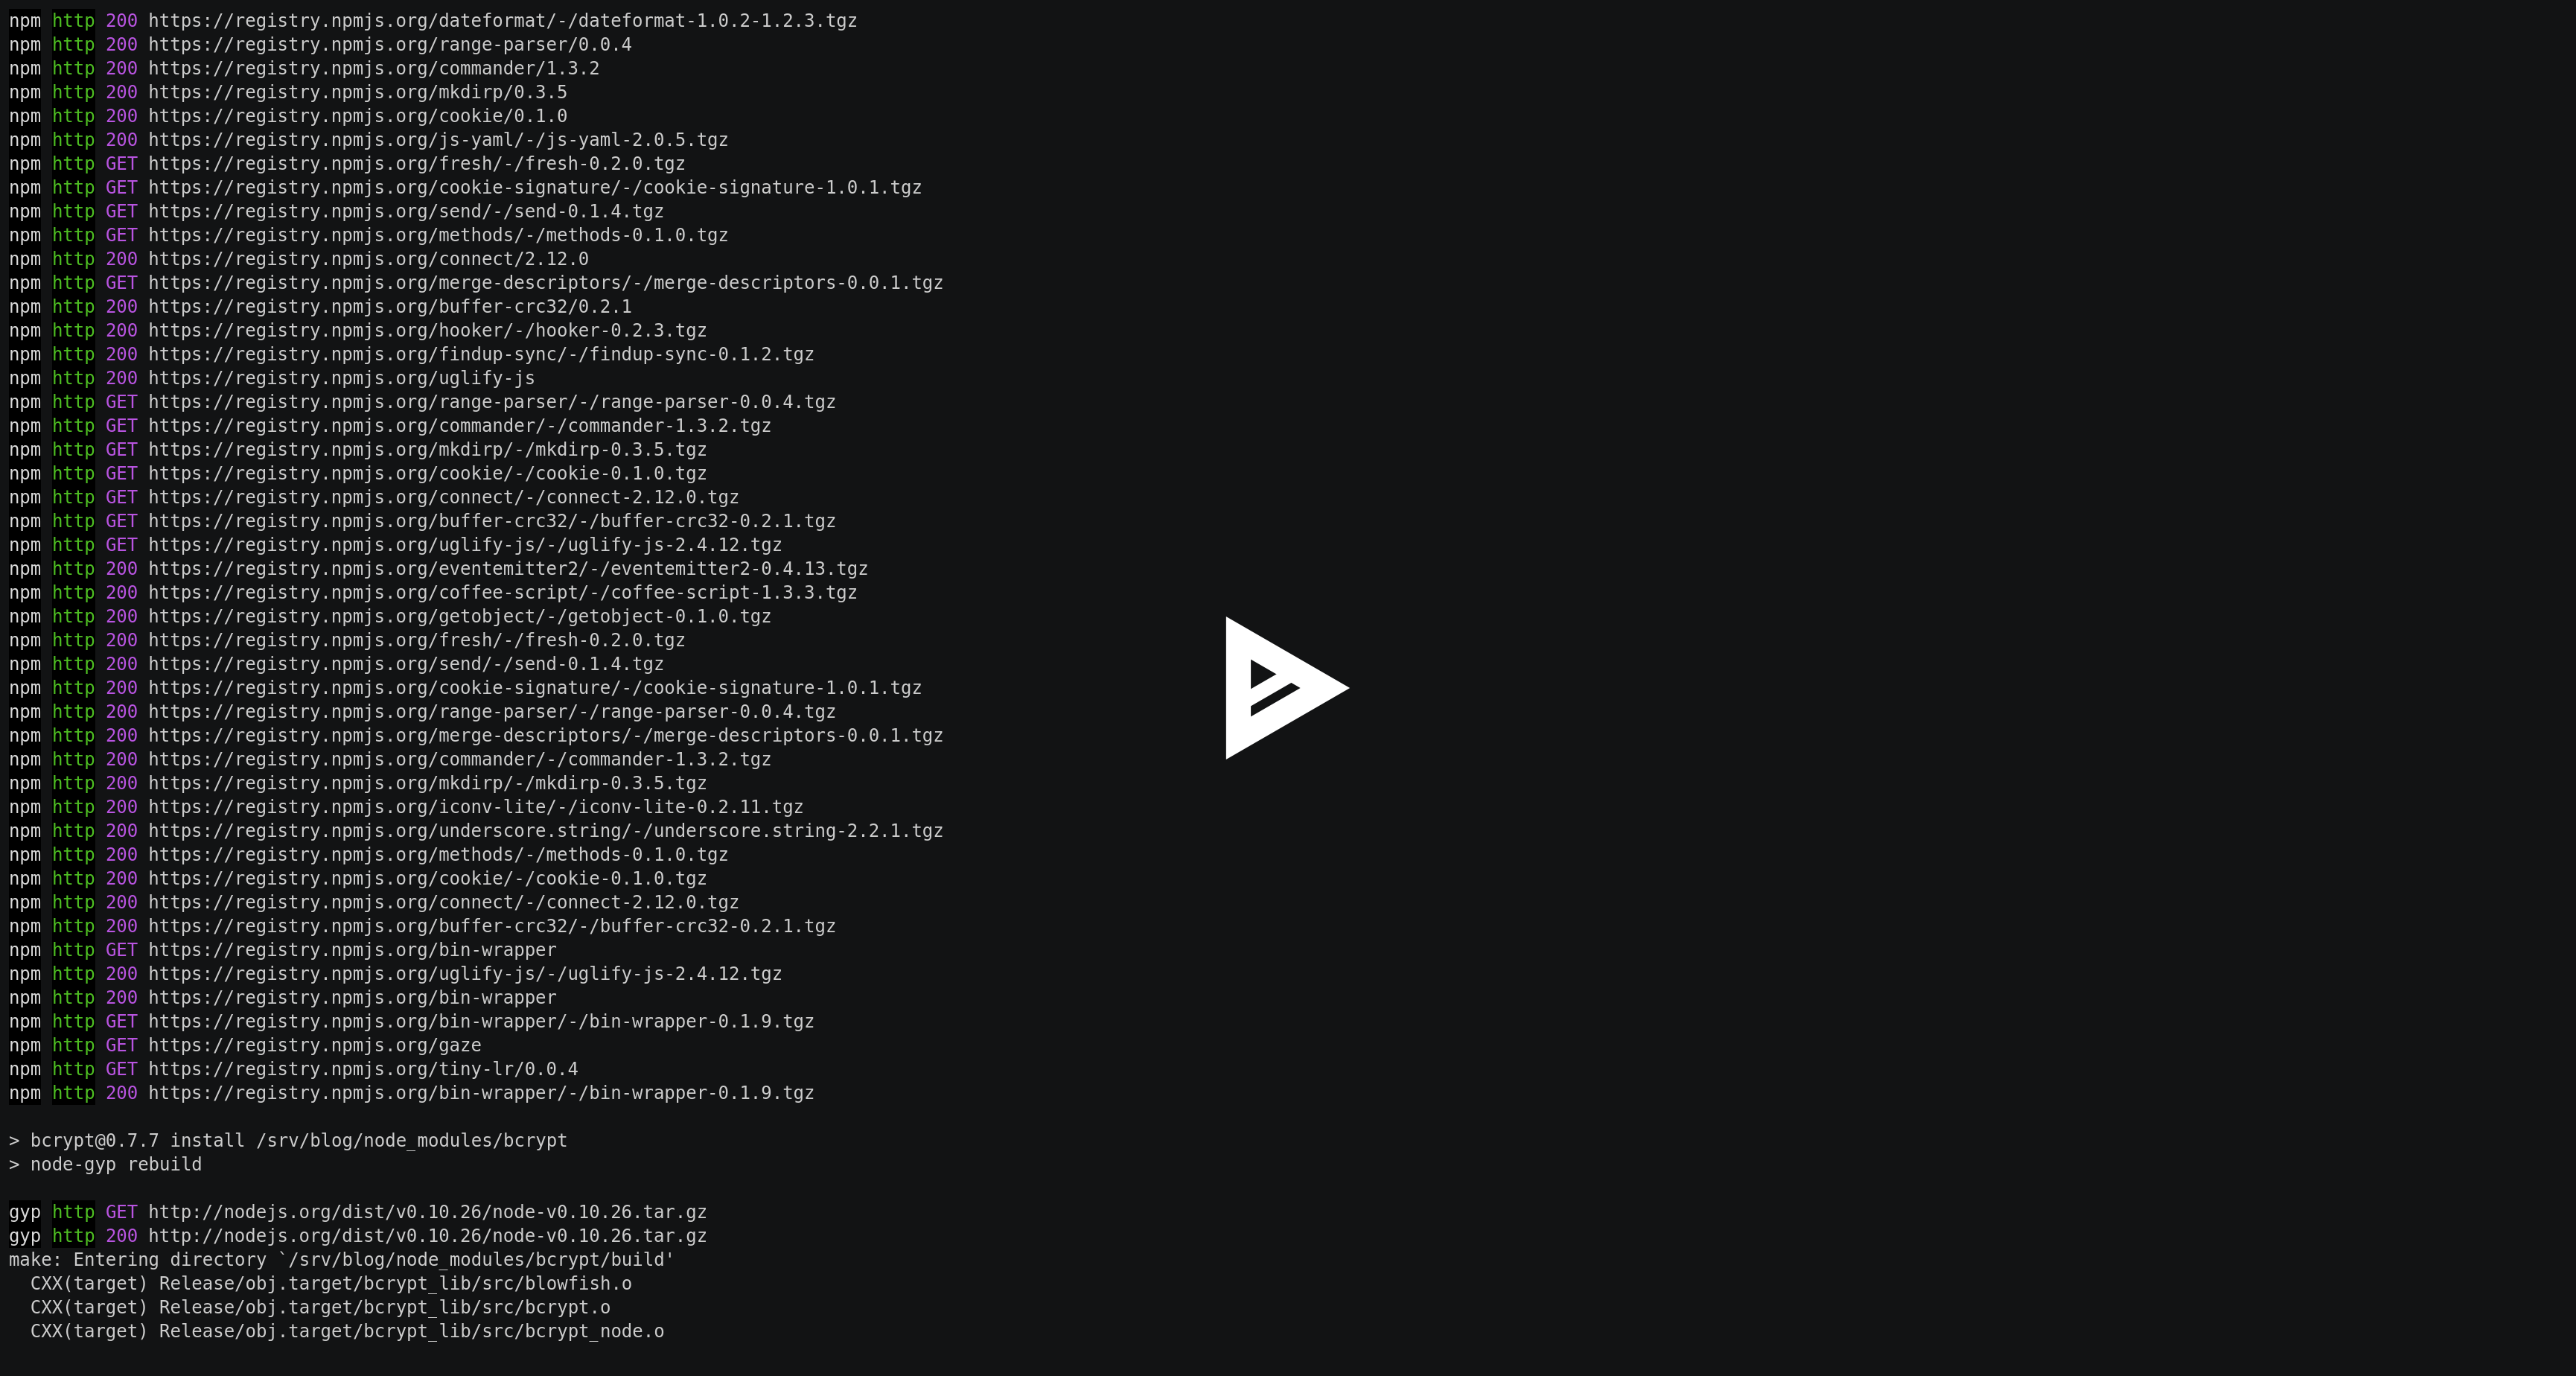 npm http 200 https://registry.npmjs.org/dateformat/-/dateformat-1.0.2-1.2.3.tgz
npm http 200 https://registry.npmjs.org/range-parser/0.0.4
npm http 200 https://registry.npmjs.org/commander/1.3.2
npm http 200 https://registry.npmjs.org/mkdirp/0.3.5
npm http 200 https://registry.npmjs.org/cookie/0.1.0
npm http 200 https://registry.npmjs.org/js-yaml/-/js-yaml-2.0.5.tgz
npm http GET https://registry.npmjs.org/fresh/-/fresh-0.2.0.tgz
npm http GET https://registry.npmjs.org/cookie-signature/-/cookie-signature-1.0.1.tgz
npm http GET https://registry.npmjs.org/send/-/send-0.1.4.tgz
npm http GET https://registry.npmjs.org/methods/-/methods-0.1.0.tgz
npm http 200 https://registry.npmjs.org/connect/2.12.0
npm http GET https://registry.npmjs.org/merge-descriptors/-/merge-descriptors-0.0.1.tgz
npm http 200 https://registry.npmjs.org/buffer-crc32/0.2.1
npm http 200 https://registry.npmjs.org/hooker/-/hooker-0.2.3.tgz
npm http 200 https://registry.npmjs.org/findup-sync/-/findup-sync-0.1.2.tgz
npm http 200 https://registry.npmjs.org/uglify-js
npm http GET https://registry.npmjs.org/range-parser/-/range-parser-0.0.4.tgz
npm http GET https://registry.npmjs.org/commander/-/commander-1.3.2.tgz
npm http GET https://registry.npmjs.org/mkdirp/-/mkdirp-0.3.5.tgz
npm http GET https://registry.npmjs.org/cookie/-/cookie-0.1.0.tgz
npm http GET https://registry.npmjs.org/connect/-/connect-2.12.0.tgz
npm http GET https://registry.npmjs.org/buffer-crc32/-/buffer-crc32-0.2.1.tgz
npm http GET https://registry.npmjs.org/uglify-js/-/uglify-js-2.4.12.tgz
npm http 200 https://registry.npmjs.org/eventemitter2/-/eventemitter2-0.4.13.tgz
npm http 200 https://registry.npmjs.org/coffee-script/-/coffee-script-1.3.3.tgz
npm http 200 https://registry.npmjs.org/getobject/-/getobject-0.1.0.tgz
npm http 200 https://registry.npmjs.org/fresh/-/fresh-0.2.0.tgz
npm http 200 https://registry.npmjs.org/send/-/send-0.1.4.tgz
npm http 200 https://registry.npmjs.org/cookie-signature/-/cookie-signature-1.0.1.tgz
npm http 200 https://registry.npmjs.org/range-parser/-/range-parser-0.0.4.tgz
npm http 200 https://registry.npmjs.org/merge-descriptors/-/merge-descriptors-0.0.1.tgz
npm http 200 https://registry.npmjs.org/commander/-/commander-1.3.2.tgz
npm http 200 https://registry.npmjs.org/mkdirp/-/mkdirp-0.3.5.tgz
npm http 200 https://registry.npmjs.org/iconv-lite/-/iconv-lite-0.2.11.tgz
npm http 200 https://registry.npmjs.org/underscore.string/-/underscore.string-2.2.1.tgz
npm http 200 https://registry.npmjs.org/methods/-/methods-0.1.0.tgz
npm http 200 https://registry.npmjs.org/cookie/-/cookie-0.1.0.tgz
npm http 200 https://registry.npmjs.org/connect/-/connect-2.12.0.tgz
npm http 200 https://registry.npmjs.org/buffer-crc32/-/buffer-crc32-0.2.1.tgz
npm http GET https://registry.npmjs.org/bin-wrapper
npm http 200 https://registry.npmjs.org/uglify-js/-/uglify-js-2.4.12.tgz
npm http 200 https://registry.npmjs.org/bin-wrapper
npm http GET https://registry.npmjs.org/bin-wrapper/-/bin-wrapper-0.1.9.tgz
npm http GET https://registry.npmjs.org/gaze
npm http GET https://registry.npmjs.org/tiny-lr/0.0.4
npm http 200 https://registry.npmjs.org/bin-wrapper/-/bin-wrapper-0.1.9.tgz
> bcrypt@0.7.7 install /srv/blog/node_modules/bcrypt
> node-gyp rebuild
gyp http GET http://nodejs.org/dist/v0.10.26/node-v0.10.26.tar.gz
gyp http 200 http://nodejs.org/dist/v0.10.26/node-v0.10.26.tar.gz
make: Entering directory `/srv/blog/node_modules/bcrypt/build'
CXX(target) Release/obj.target/bcrypt_lib/src/blowfish.o
CXX(target) Release/obj.target/bcrypt_lib/src/bcrypt.o
CXX(target) Release/obj.target/bcrypt_lib/src/bcrypt_node.o